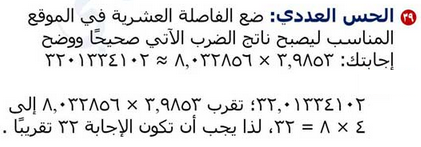 ٢٩ الحس العددي: ضع الفاصلة العشرية في الموقع
المناسب ليصبح ناتج الضرب الآتي صحيحًا ووضح
إجابتك: ٣,٩٨٥٣ × ٨,٠٣٢٨٥٦ ≈ ٣٢٠١٣٣٤١٠٢
٣٢,٠١٣٣٤١٠٢؛ تقرب ٣,٩٨٥٣ × ٨,٠٣٢٨٥٦ إلى
٤ × ٨ = ٣٢، لذا يجب أن تكون الإجابة ٣٢ تقريبًا .